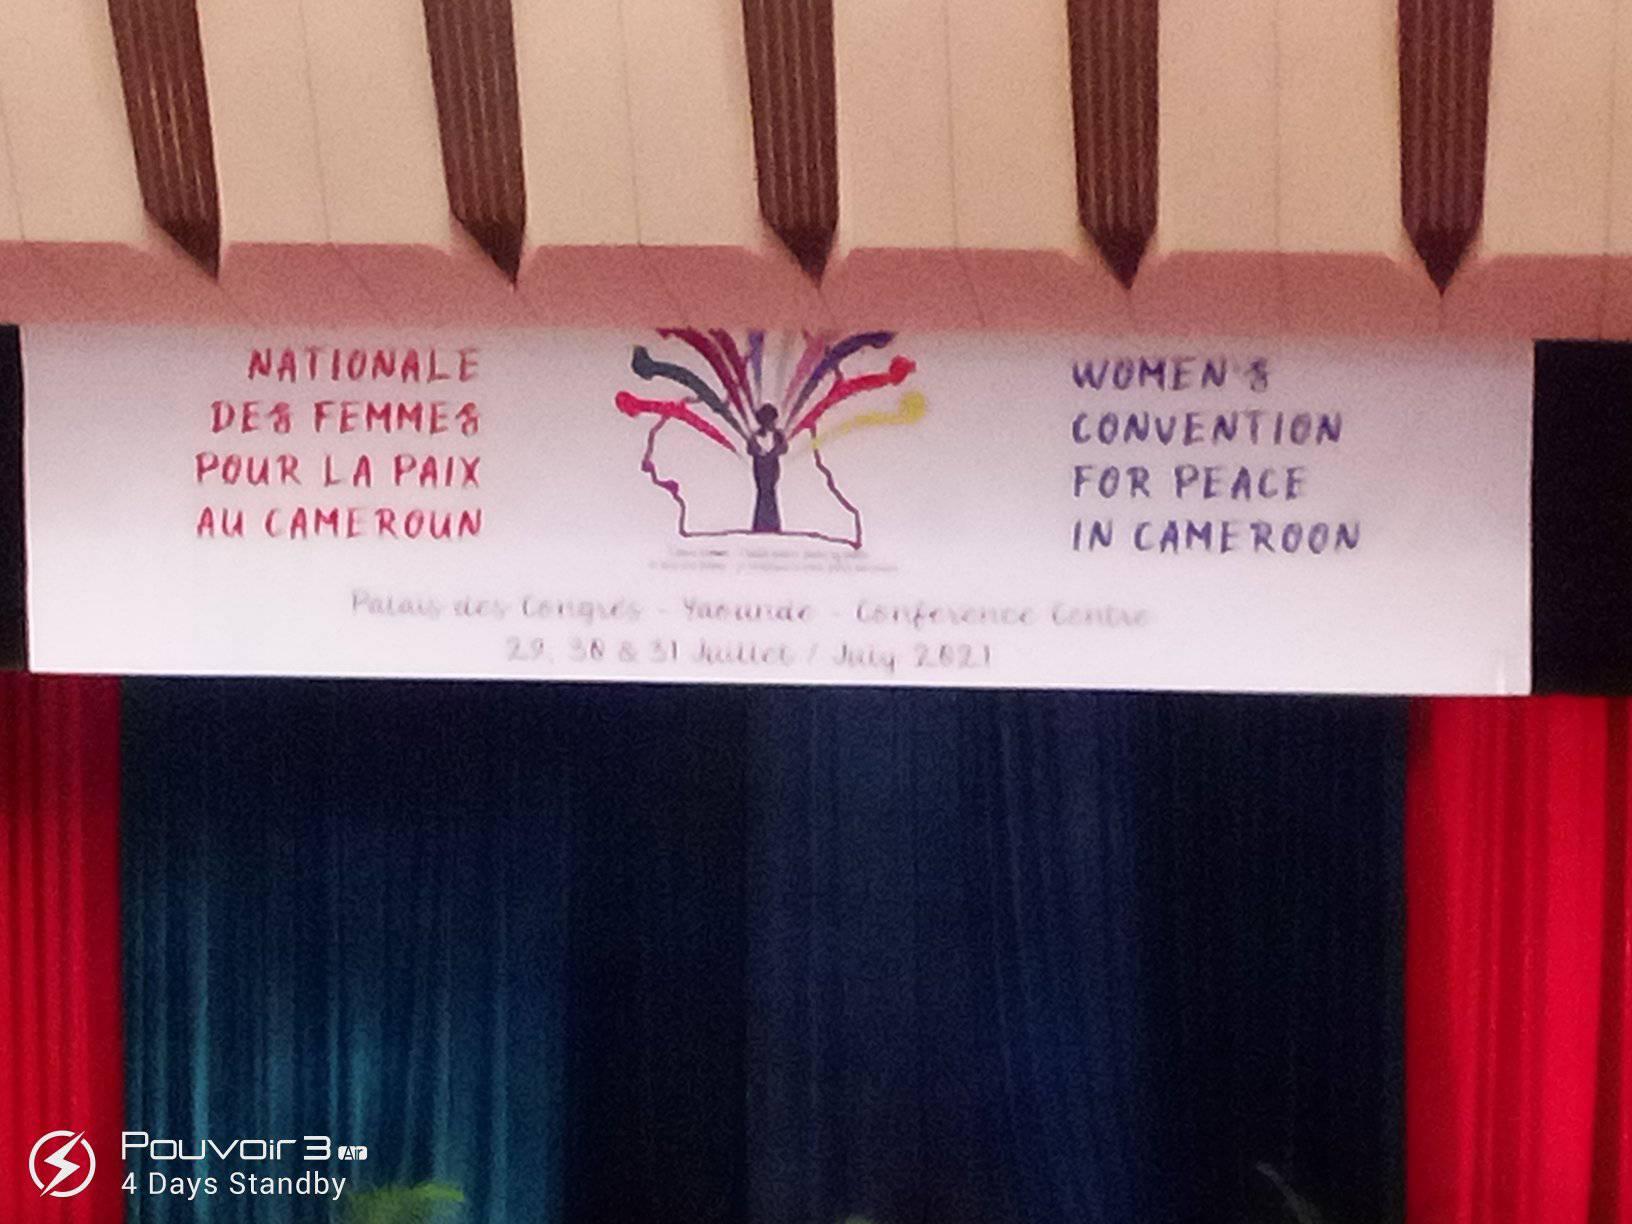 NATIONALE
DES FEMMES
POUR LA PAIX
AU CAMEROUN
WOMEN'S
CONVENTION
FOR PEACE
IN CAMEROON
Palais des Congrés - Yaounde - Conference Centre
29, 30 & 31 Juillet / July 2021
Pouvoir 3 Air
4 Days Standby